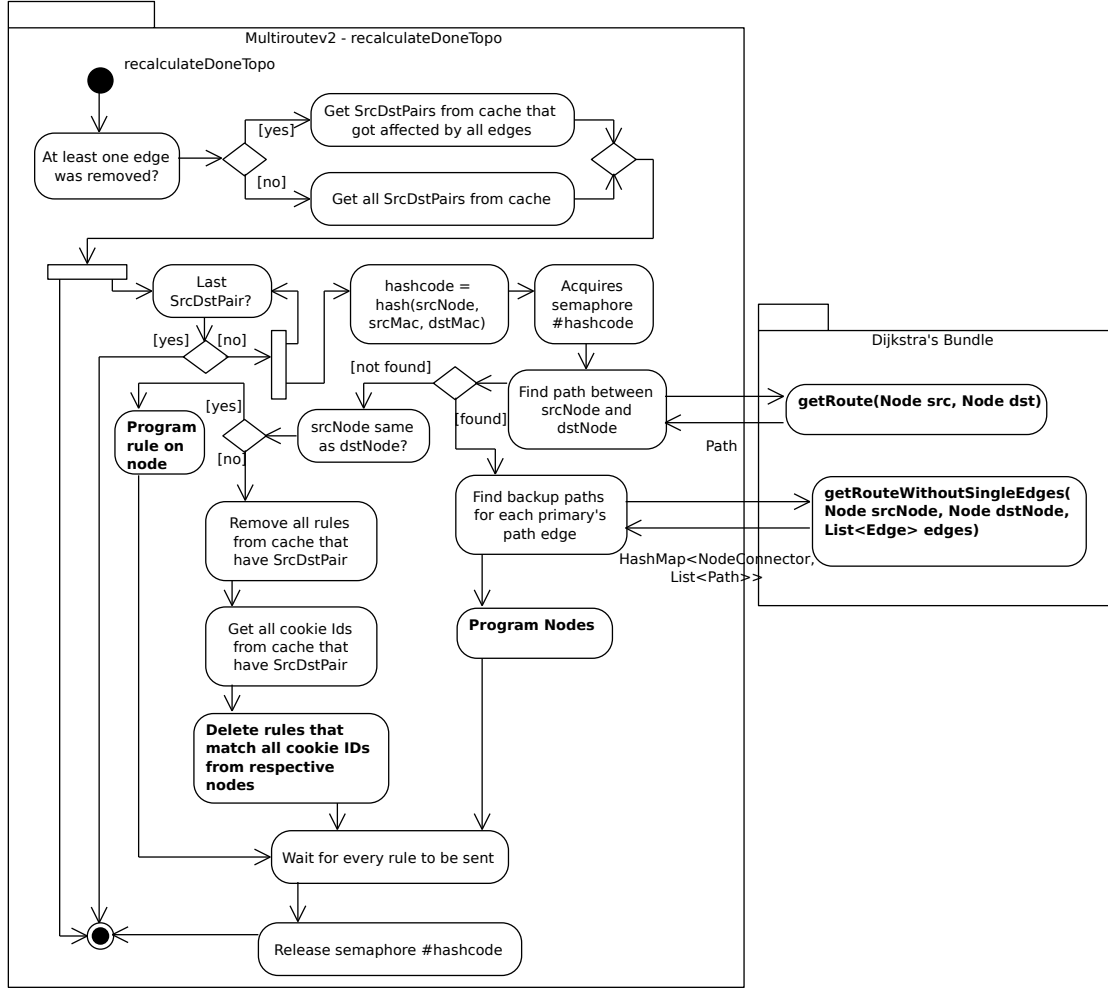 Multiroutev2 - recalculateDoneTopo
recalculateDoneTopo
At least one edge
was removed?
[yes]
[no]
Get SrcDstPairs from cache that
got affected by all edges
Get all SrcDstPairs from cache
Last
SrcDstPair?
[yes]
[no]
hashcode =
hash(srcNode,
srcMac, dstMac)
Acquires
semaphore
#hashcode
Dijkstra's Bundle
[not found]
[found]
Find path between
srcNode and
dstNode
getRoute(Node src, Node dst)
Path
srcNode same
as dstNode?
[yes]
[no]
Program
rule on
node
Find backup paths
for each primary's
path edge
getRouteWithoutSingleEdges(
Node srcNode, Node dstNode,
List<Edge> edges)
HashMap<NodeConnector,
List<Path>>
Remove all rules
from cache that
have SrcDstPair
Get all cookie Ids
from cache that
have SrcDstPair
Program Nodes
Delete rules that
match all cookie IDs
from respective
nodes
Wait for every rule to be sent
Release semaphore #hashcode